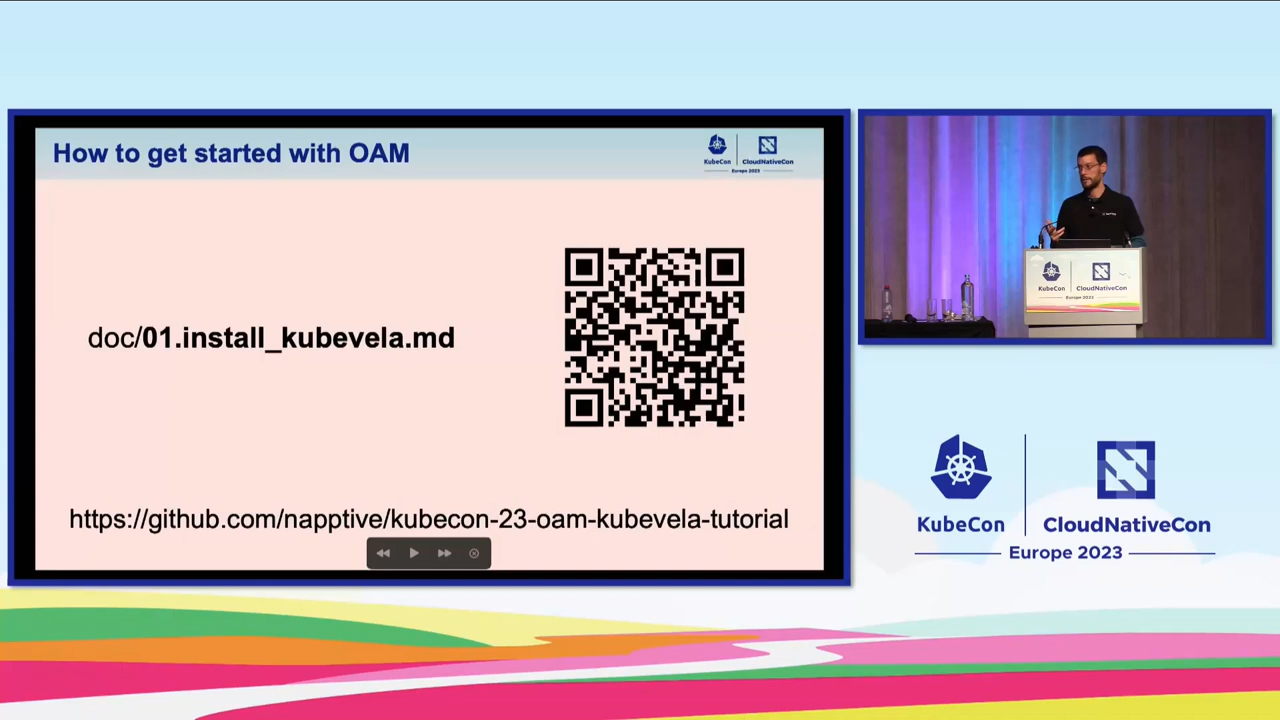 How to get started with OAM
KubeCon
CloudNativeCon
Europe 2023
doc/01.install_kubevela.md
https://github.com/napptive/kubecon-23-oam-kubevela-tutorial
KubeCon
CloudNativeCon
Europe 2023
KubeCon
CloudNativeCon
Europe 2023